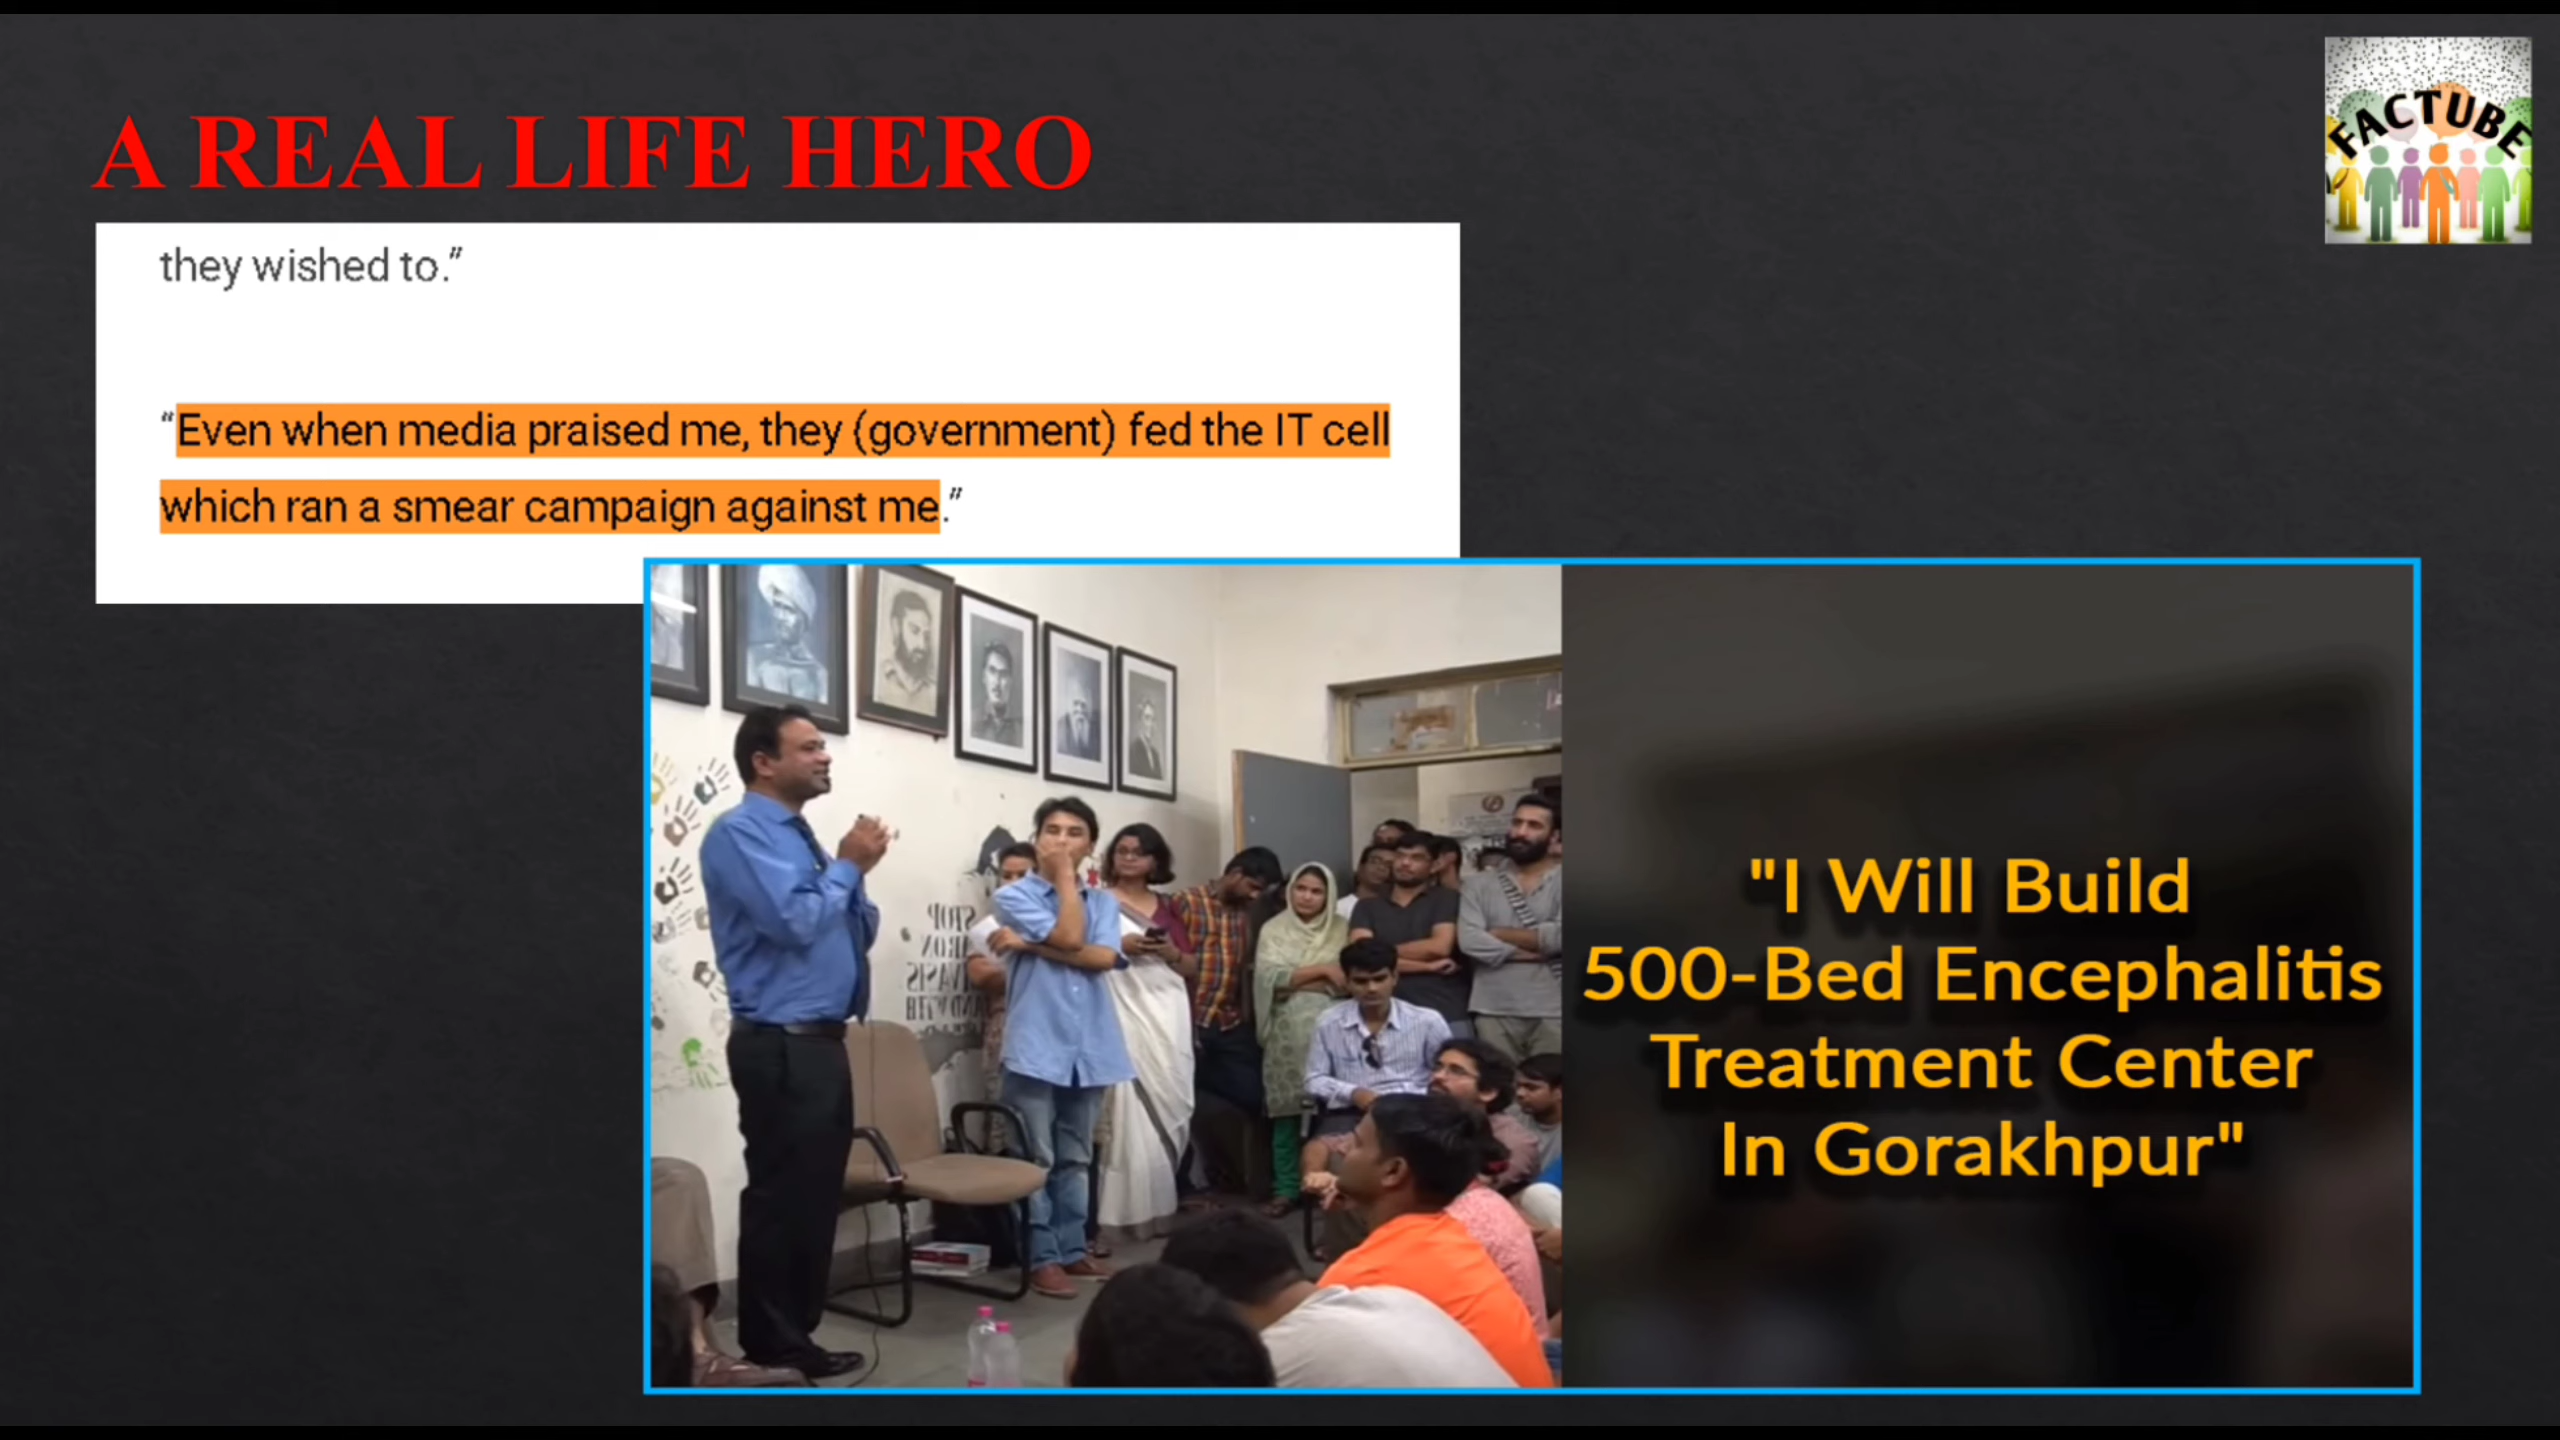 A REAL LIFE HERO
FACTUBE
they wished to.”
“Even when media praised me, they (government) fed the IT cell
which ran a smear campaign against me.”
STOP
"I Will Build
500-Bed Encephalitis
Treatment Center
In Gorakhpur"